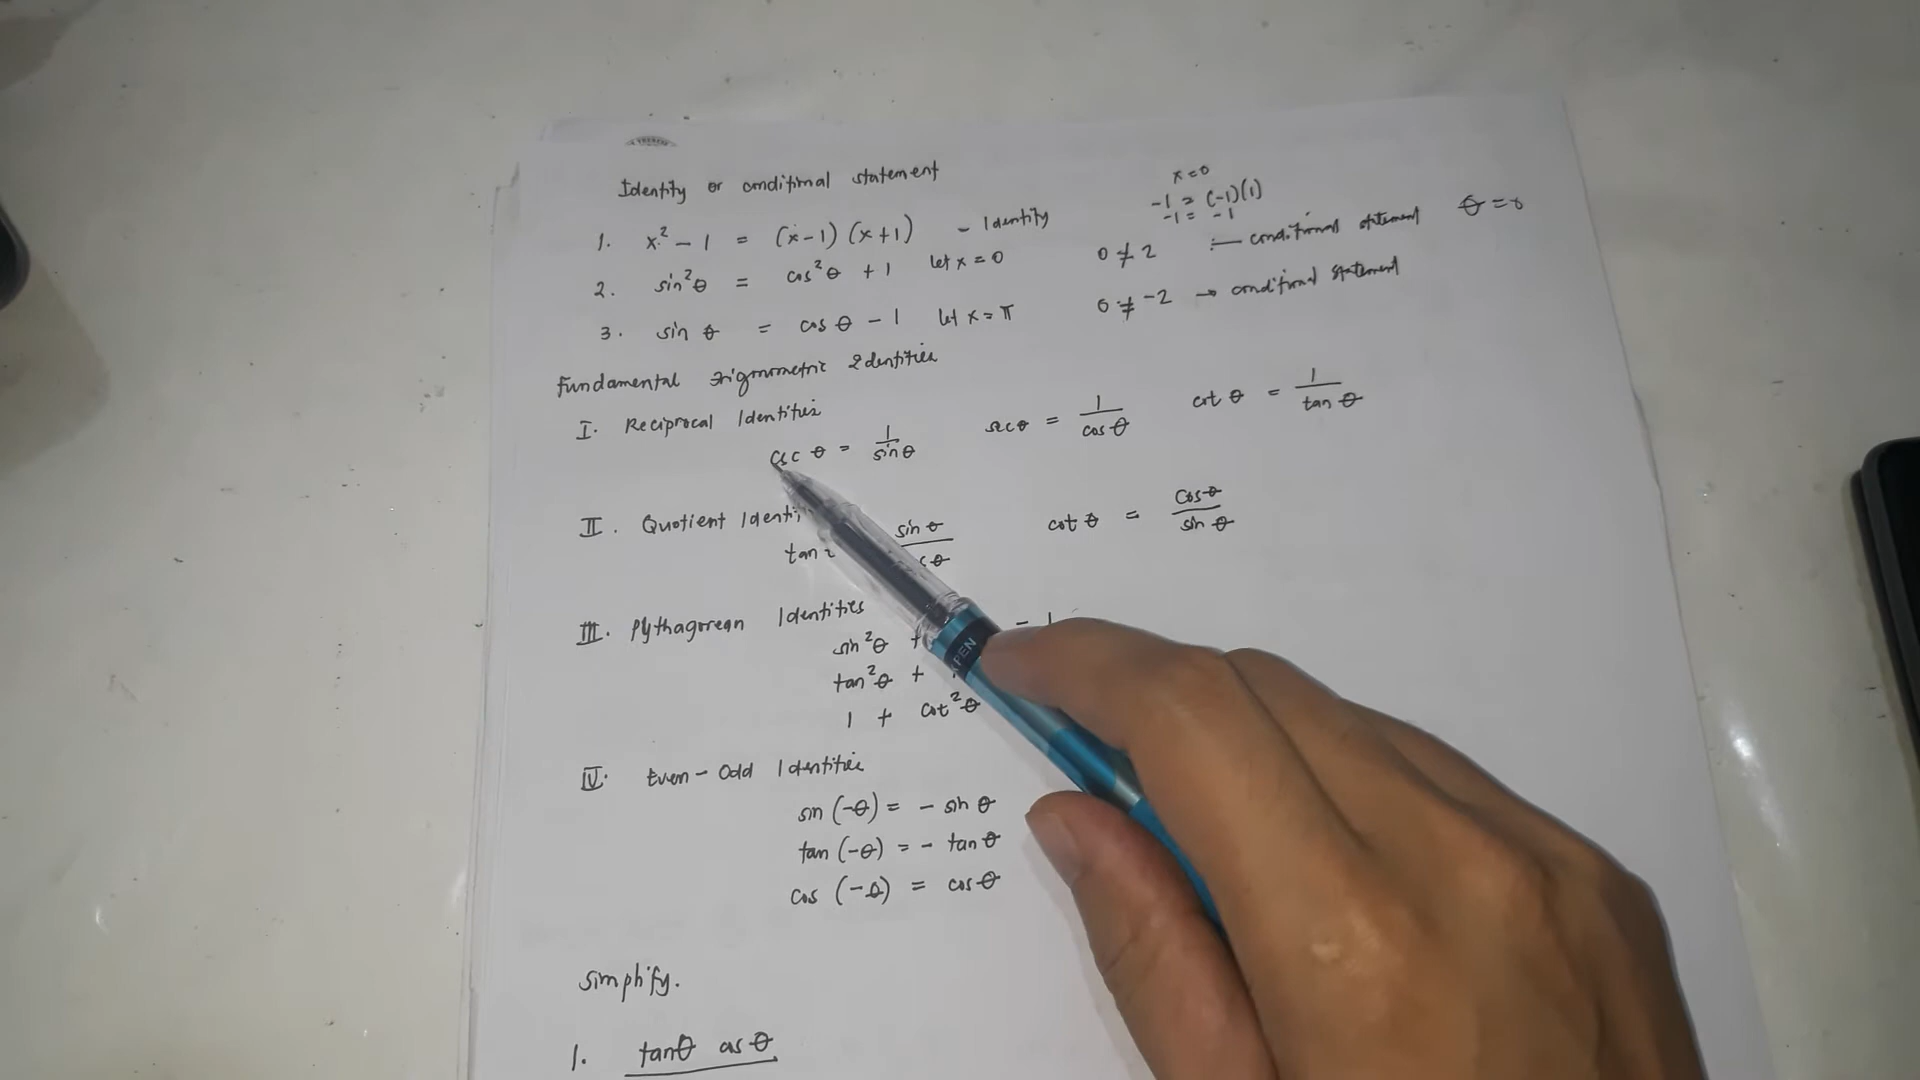 Identity or conditional statement
x=0
-1 = (-1)(1)
-1 = -1
1. x² - 1 = (x-1) (x+1) - Identity
2. sin²θ = cos²θ + 1 let x = 0 0 ≠ 2 conditional statement θ =
3. sin θ = cos θ - 1 let x = π 0 ≠ -2 → conditional statement
Fundamental Trigonometric Identities
I. Reciprocal Identities
csc θ = 1/sin θ sec θ = 1/cos θ cot θ = 1/tan θ
II. Quotient Identi
tan sin θ cot θ = cos θ/sin θ
III. Pythagorean Identities
sin²θ +
tan²θ +
1 + cot²θ
IV. Even-Odd Identities
sin (-θ) = - sin θ
tan (-θ) = - tan θ
cos (-θ) = cos θ
Simplify.
1. tanθ cos θ
PEN